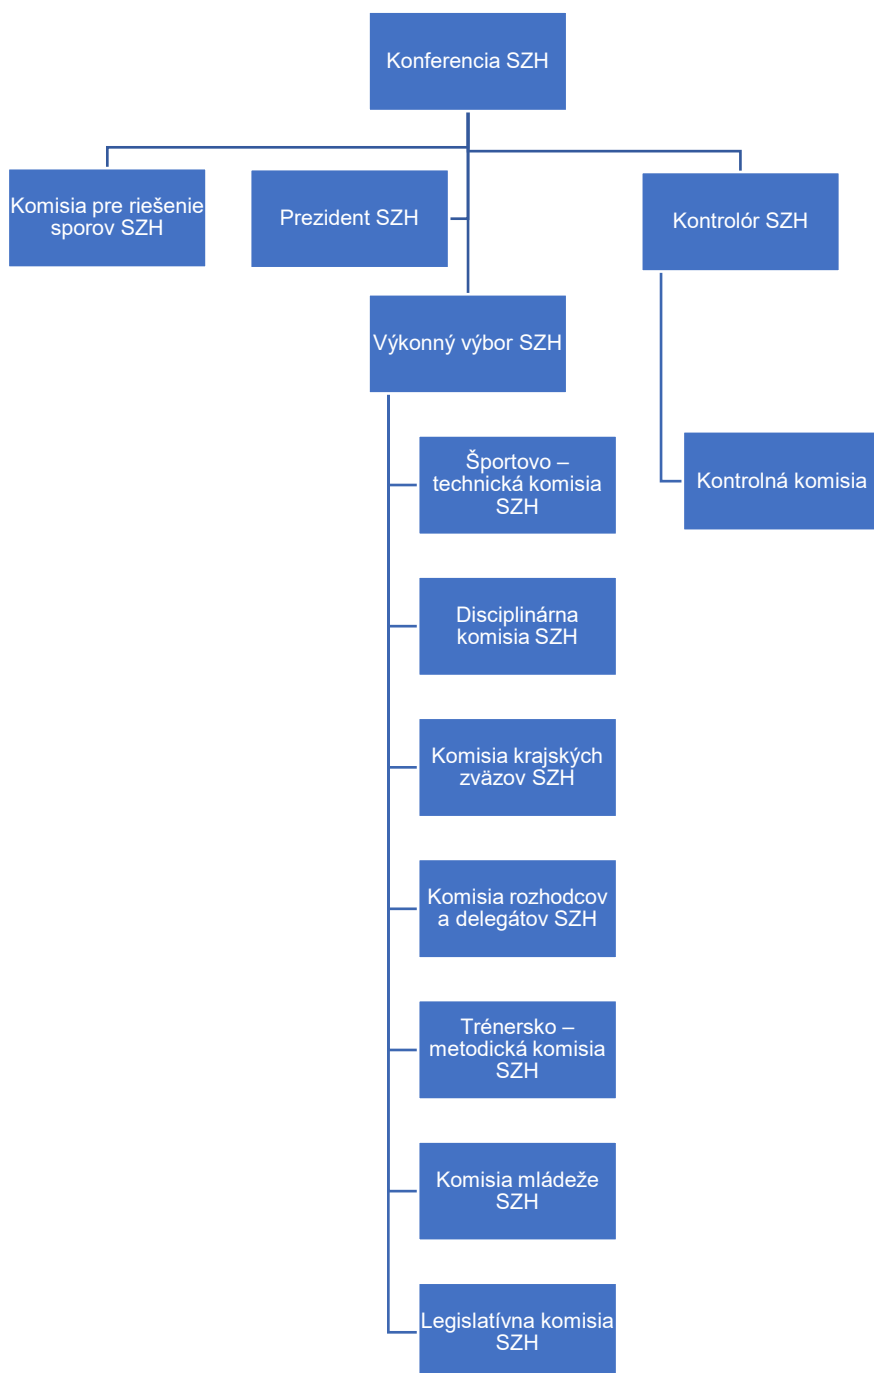 Konferencia SZH
Komisia pre riešenie
sporov SZH
Prezident SZH
Kontrolór SZH
Výkonný výbor SZH
Športovo –
technická komisia
SZH
Kontrolná komisia
Disciplinárna
komisia SZH
Komisia krajských
zväzov SZH
Komisia rozhodcov
a delegátov SZH
Trénersko –
metodická komisia
SZH
Komisia mládeže
SZH
Legislatívna komisia
SZH